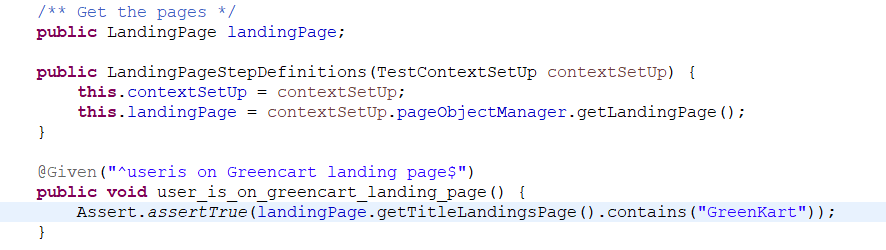 /** Get the pages */
public LandingPage landingPage;
public LandingPageStepDefinitions(TestContextSetUp contextSetUp) {
this.contextSetUp = contextSetUp;
this.landingPage = contextSetUp.pageObjectManager.getLandingPage();
}
@Given("^useris on Greencart landing page$")
public void user_is_on_greencart_landing_page() {
Assert.assertTrue(landingPage.getTitleLandingsPage().contains("GreenKart"));
}